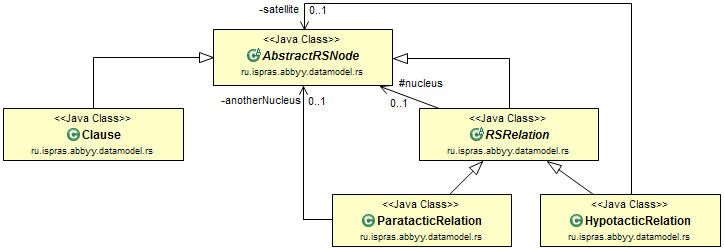 -satellite
0..1
<<Java Class>>
AbstractRSNode
ru.ispras.abbyy.datamodel.rs
#nucleus
0..1
-anotherNucleus
0..1
<<Java Class>>
Clause
ru.ispras.abbyy.datamodel.rs
<<Java Class>>
RSRelation
ru.ispras.abbyy.datamodel.rs
<<Java Class>>
ParatacticRelation
ru.ispras.abbyy.datamodel.rs
<<Java Class>>
HypotacticRelation
ru.ispras.abbyy.datamodel.rs